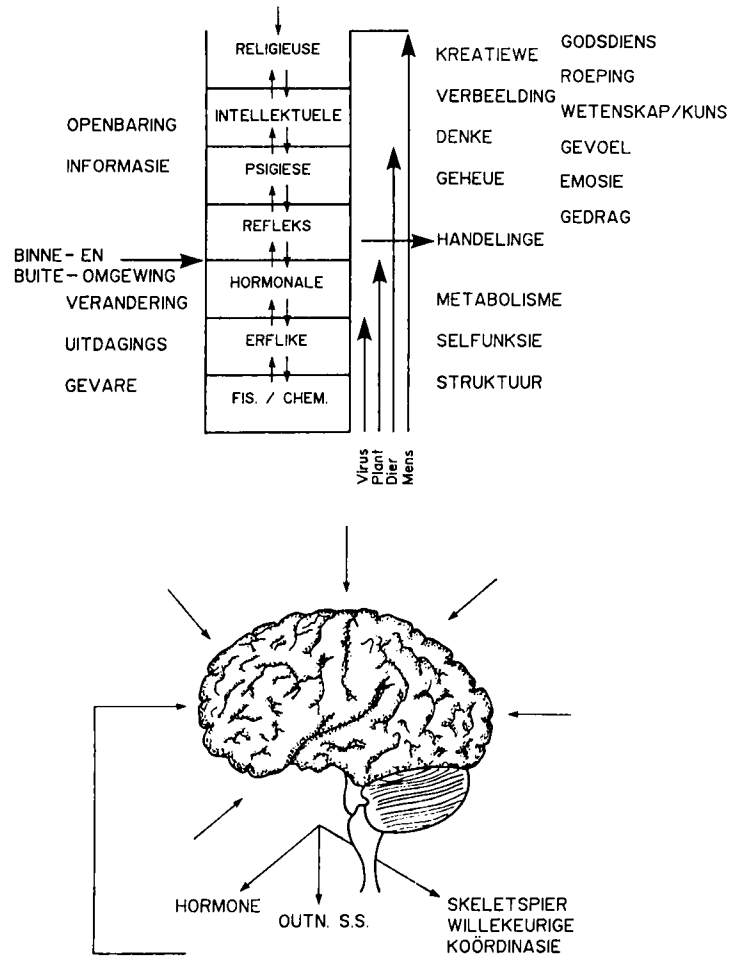 RELIGIEUSE
INTELLEKTUELE
PSIGIESE
REFLEKS
HORMONALE
ERFLIKE
FIS. / CHEM.
OPENBARING
INFORMASIE
BINNE- EN
BUITE-OMGEWING
VERANDERING
UITDAGINGS
GEVARE
Virus
Plant
Dier
Mens
KREATIEWE
VERBEELDING
DENKE
GEHEUE
HANDELINGE
METABOLISME
SELFUNKSIE
STRUKTUUR
GODSDIENS
ROEPING
WETENSKAP/KUNS
GEVOEL
EMOSIE
GEDRAG
HORMONE
OUTN. S.S.
SKELETSPIER
WILLEKEURIGE
KOÖRDINASIE